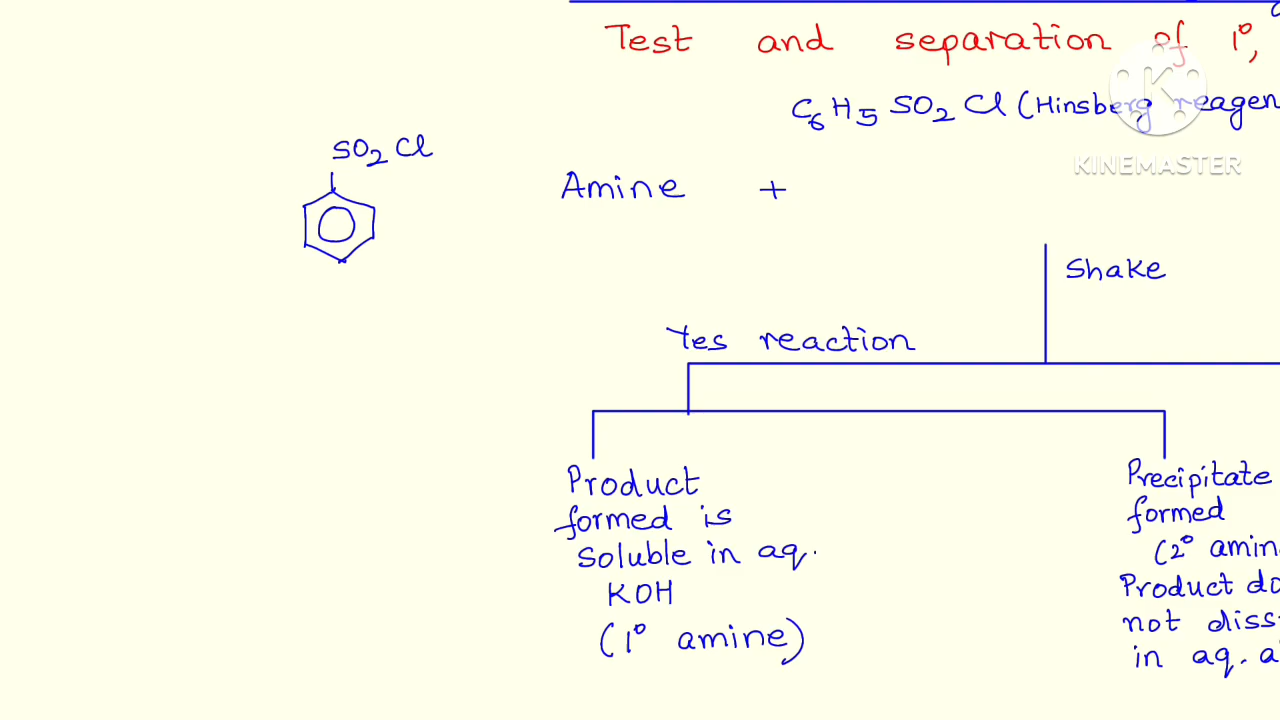 Test and separation of 1°,
C6H5SO2Cl (Hinsberg reagen
SO2Cl
KINEMASTER
Amine +
Shake
Yes reaction
Product
formed is
soluble in aq.
KOH
(1° amine)
Precipitate
formed
(2° amin
Product do
not diss
in aq. a